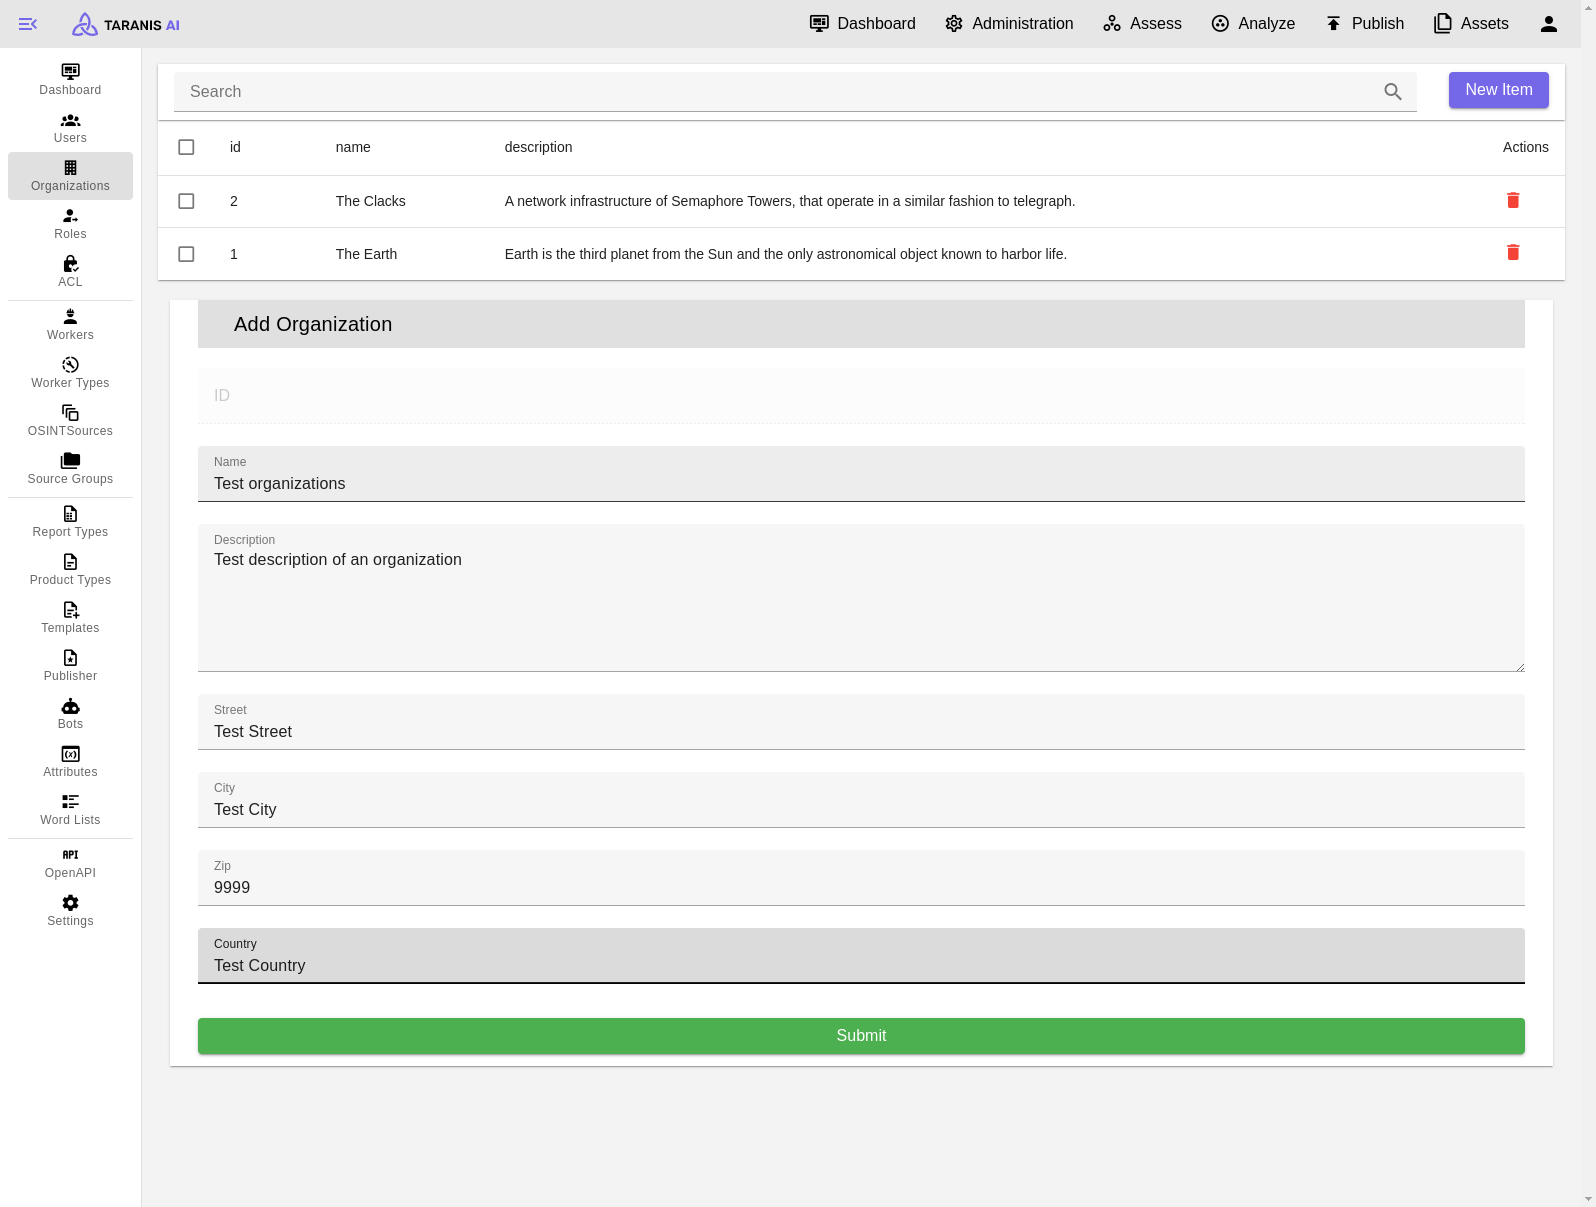 TARANIS AI
Dashboard
Administration
Assess
Analyze
Publish
Assets
Dashboard
Users
Organizations
Roles
ACL
Workers
Worker Types
OSINTSources
Source Groups
Report Types
Product Types
Templates
Publisher
Bots
Attributes
Word Lists
API
OpenAPI
Settings
Search
New Item
id name description Actions
2 The Clacks A network infrastructure of Semaphore Towers, that operate in a similar fashion to telegraph.
1 The Earth Earth is the third planet from the Sun and the only astronomical object known to harbor life.
Add Organization
ID
Name
Test organizations
Description
Test description of an organization
Street
Test Street
City
Test City
Zip
9999
Country
Test Country
Submit